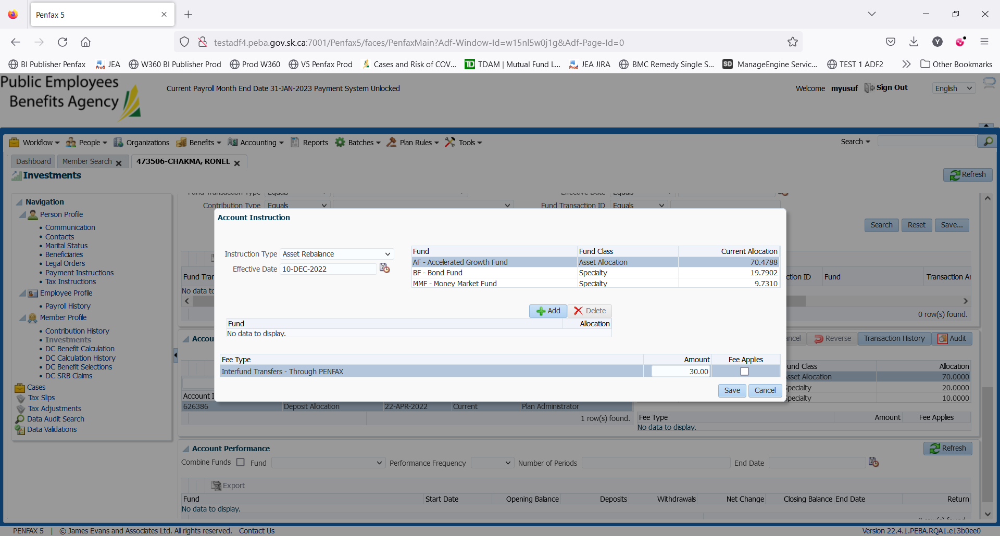 Penfax 5
testadf4.peba.gov.sk.ca:7001/Penfax5/faces/PenfaxMain?Adf-Window-Id=w15nl5w0j1g&Adf-Page-Id=0
Y
BI Publisher Penfax JEA W360 BI Publisher Prod Prod W360 V5 Penfax Prod Cases and Risk of COV... TDAM | Mutual Fund L... JEA JIRA BMC Remedy Single S... SD ManageEngine Servic... TEST 1 ADF2 Other Bookmarks
Public Employees
Benefits Agency
Current Payroll Month End Date 31-JAN-2023 Payment System Unlocked
Welcome myusuf Sign Out English
Workflow People Organizations Benefits Accounting Reports Batches Plan Rules Tools Search
Dashboard Member Search 473506-CHAKMA, RONEL
Investments Refresh
Navigation
Person Profile
Communication
Contacts
Marital Status
Beneficiaries
Legal Orders
Payment Instructions
Tax Instructions
Employee Profile
Payroll History
Member Profile
Contribution History
Investments
DC Benefit Calculation
DC Calculation History
DC Benefit Selections
DC SRB Claims
Cases
Tax Slips
Tax Adjustments
Data Audit Search
Data Validations
Fund Transaction Type Equals Effective Date Equals
Contribution Type Equals Fund Transaction ID Equals
Search Reset Save...
Account Instruction
Instruction Type Asset Rebalance
Effective Date 10-DEC-2022
Fund Fund Class Current Allocation
AF - Accelerated Growth Fund Asset Allocation 70.4788
BF - Bond Fund Specialty 19.7902
MMF - Money Market Fund Specialty 9.7310
Add Delete
Fund Allocation
No data to display.
Fee Type Amount Fee Applies
Interfund Transfers - Through PENFAX 30.00
Save Cancel
Fund Trar ction ID Fund Transaction Ar
No data tc
0 row(s) found.
Accou ncel Reverse Transaction History Audit
und Class Allocation
sset Allocation 70.0000
pecialty 20.0000
pecialty 10.0000
Account I
626386 Deposit Allocation 22-APR-2022 Current Plan Administrator
1 row(s) found.
Fee Type Amount Fee Applies
No data to display.
Account Performance Refresh
Combine Funds Fund Performance Frequency Number of Periods End Date
Export
Fund Start Date Opening Balance Deposits Withdrawals Net Change Closing Balance End Date Return
No data to display.
0 row(s) found.
PENFAX 5 | © James Evans and Associates Ltd. All rights reserved. Contact Us Version 22.4.1.PEBA.RQA1.e13b0ee0